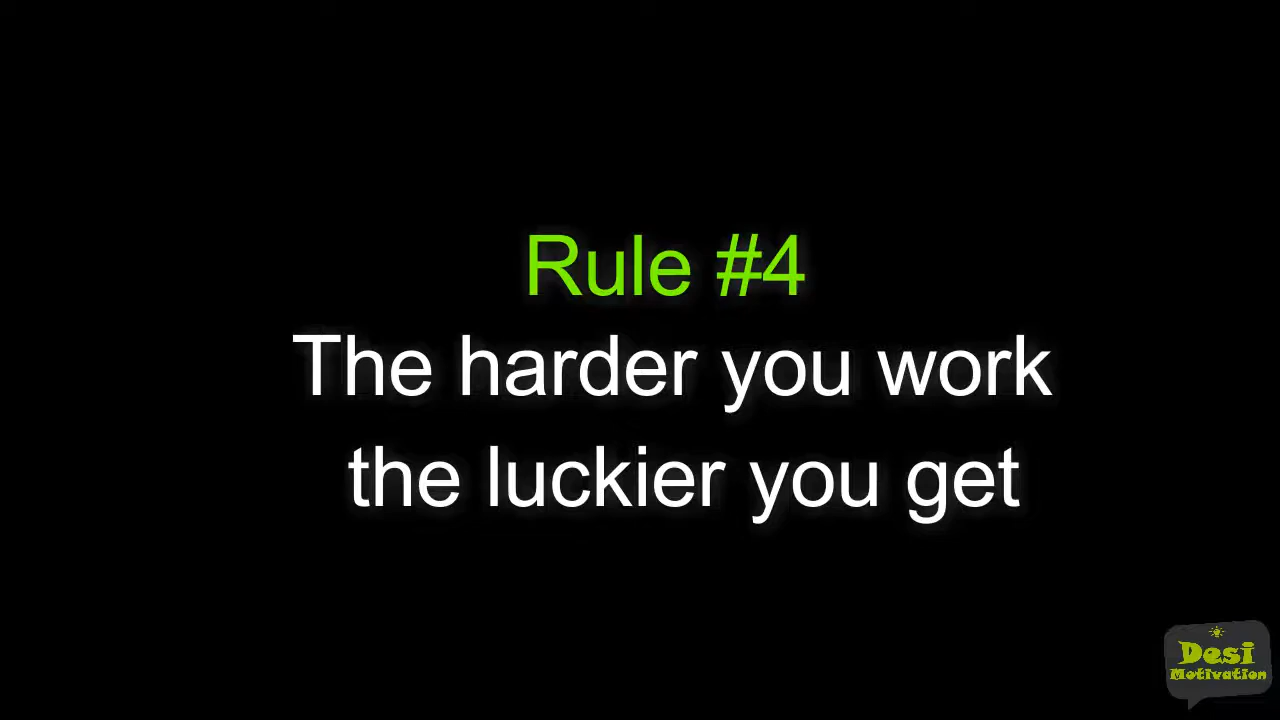 Rule #4
The harder you work
the luckier you get
Desi
Motivation